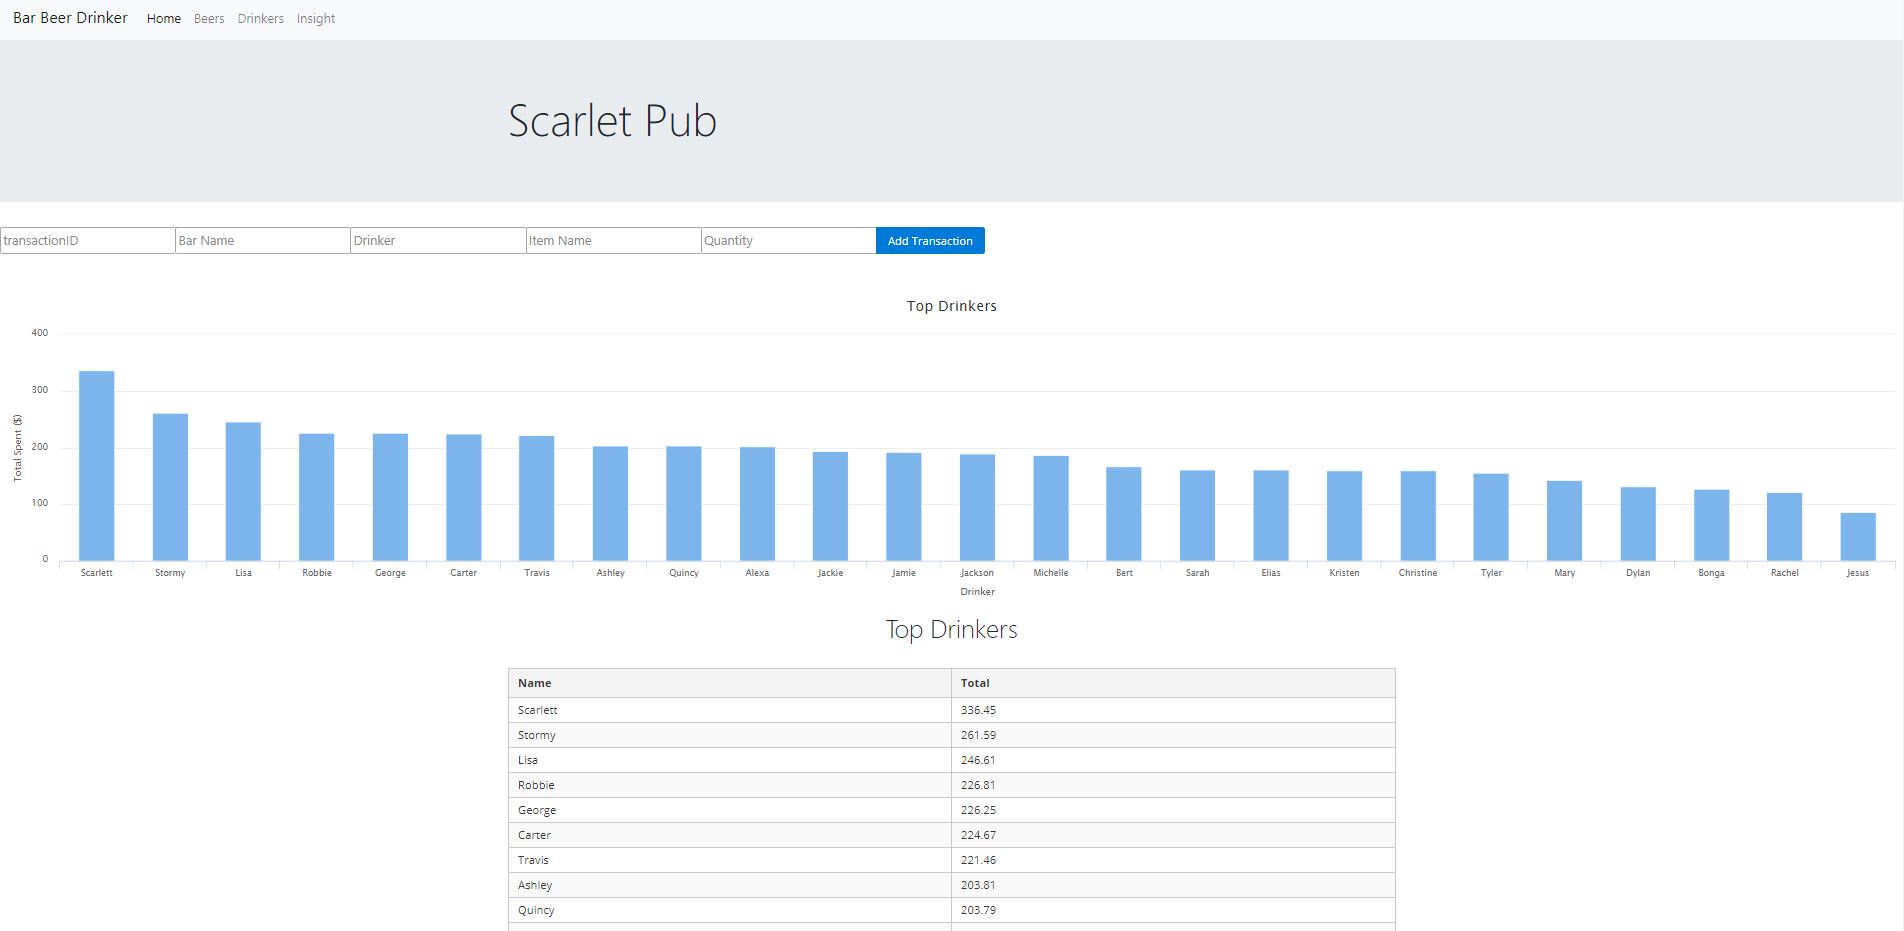 Bar Beer Drinker Home Beers Drinkers Insight
Scarlet Pub
transactionID Bar Name Drinker Item Name Quantity Add Transaction
Top Drinkers
Total Spent ($)
400
300
200
100
0
Scarlett Stormy Lisa Robbie George Carter Travis Ashley Quincy Alexa Jackie Jamie Jackson Michelle Bert Sarah Elias Kristen Christine Tyler Mary Dylan Bonga Rachel Jesus
Drinker
Top Drinkers
Name Total
Scarlett 336.45
Stormy 261.59
Lisa 246.61
Robbie 226.81
George 226.25
Carter 224.67
Travis 221.46
Ashley 203.81
Quincy 203.79